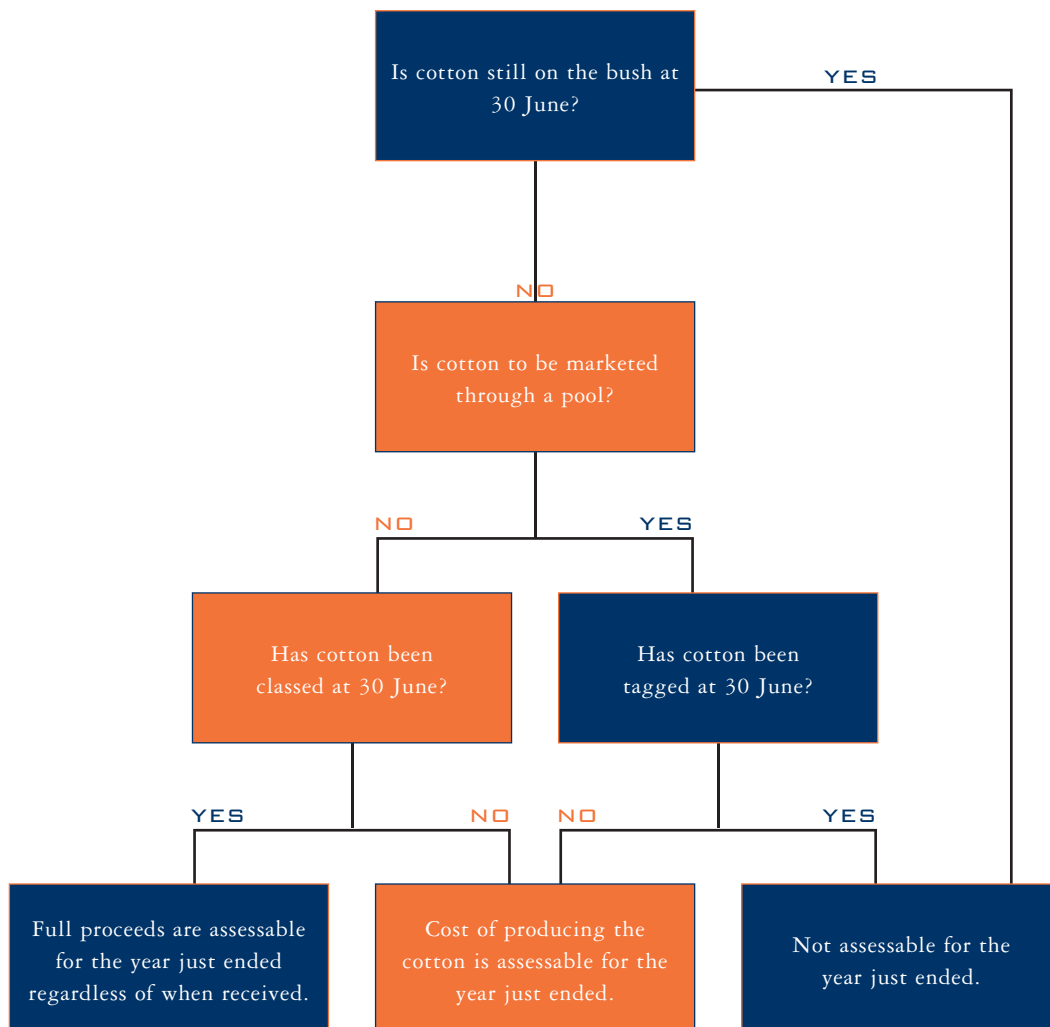 Is cotton still on the bush at
30 June?
YES
NO
Is cotton to be marketed
through a pool?
NO
YES
Has cotton been
classed at 30 June?
Has cotton been
tagged at 30 June?
YES
NO
NO
YES
Full proceeds are assessable
for the year just ended
regardless of when received.
Cost of producing the
cotton is assessable for the
year just ended.
Not assessable for the
year just ended.